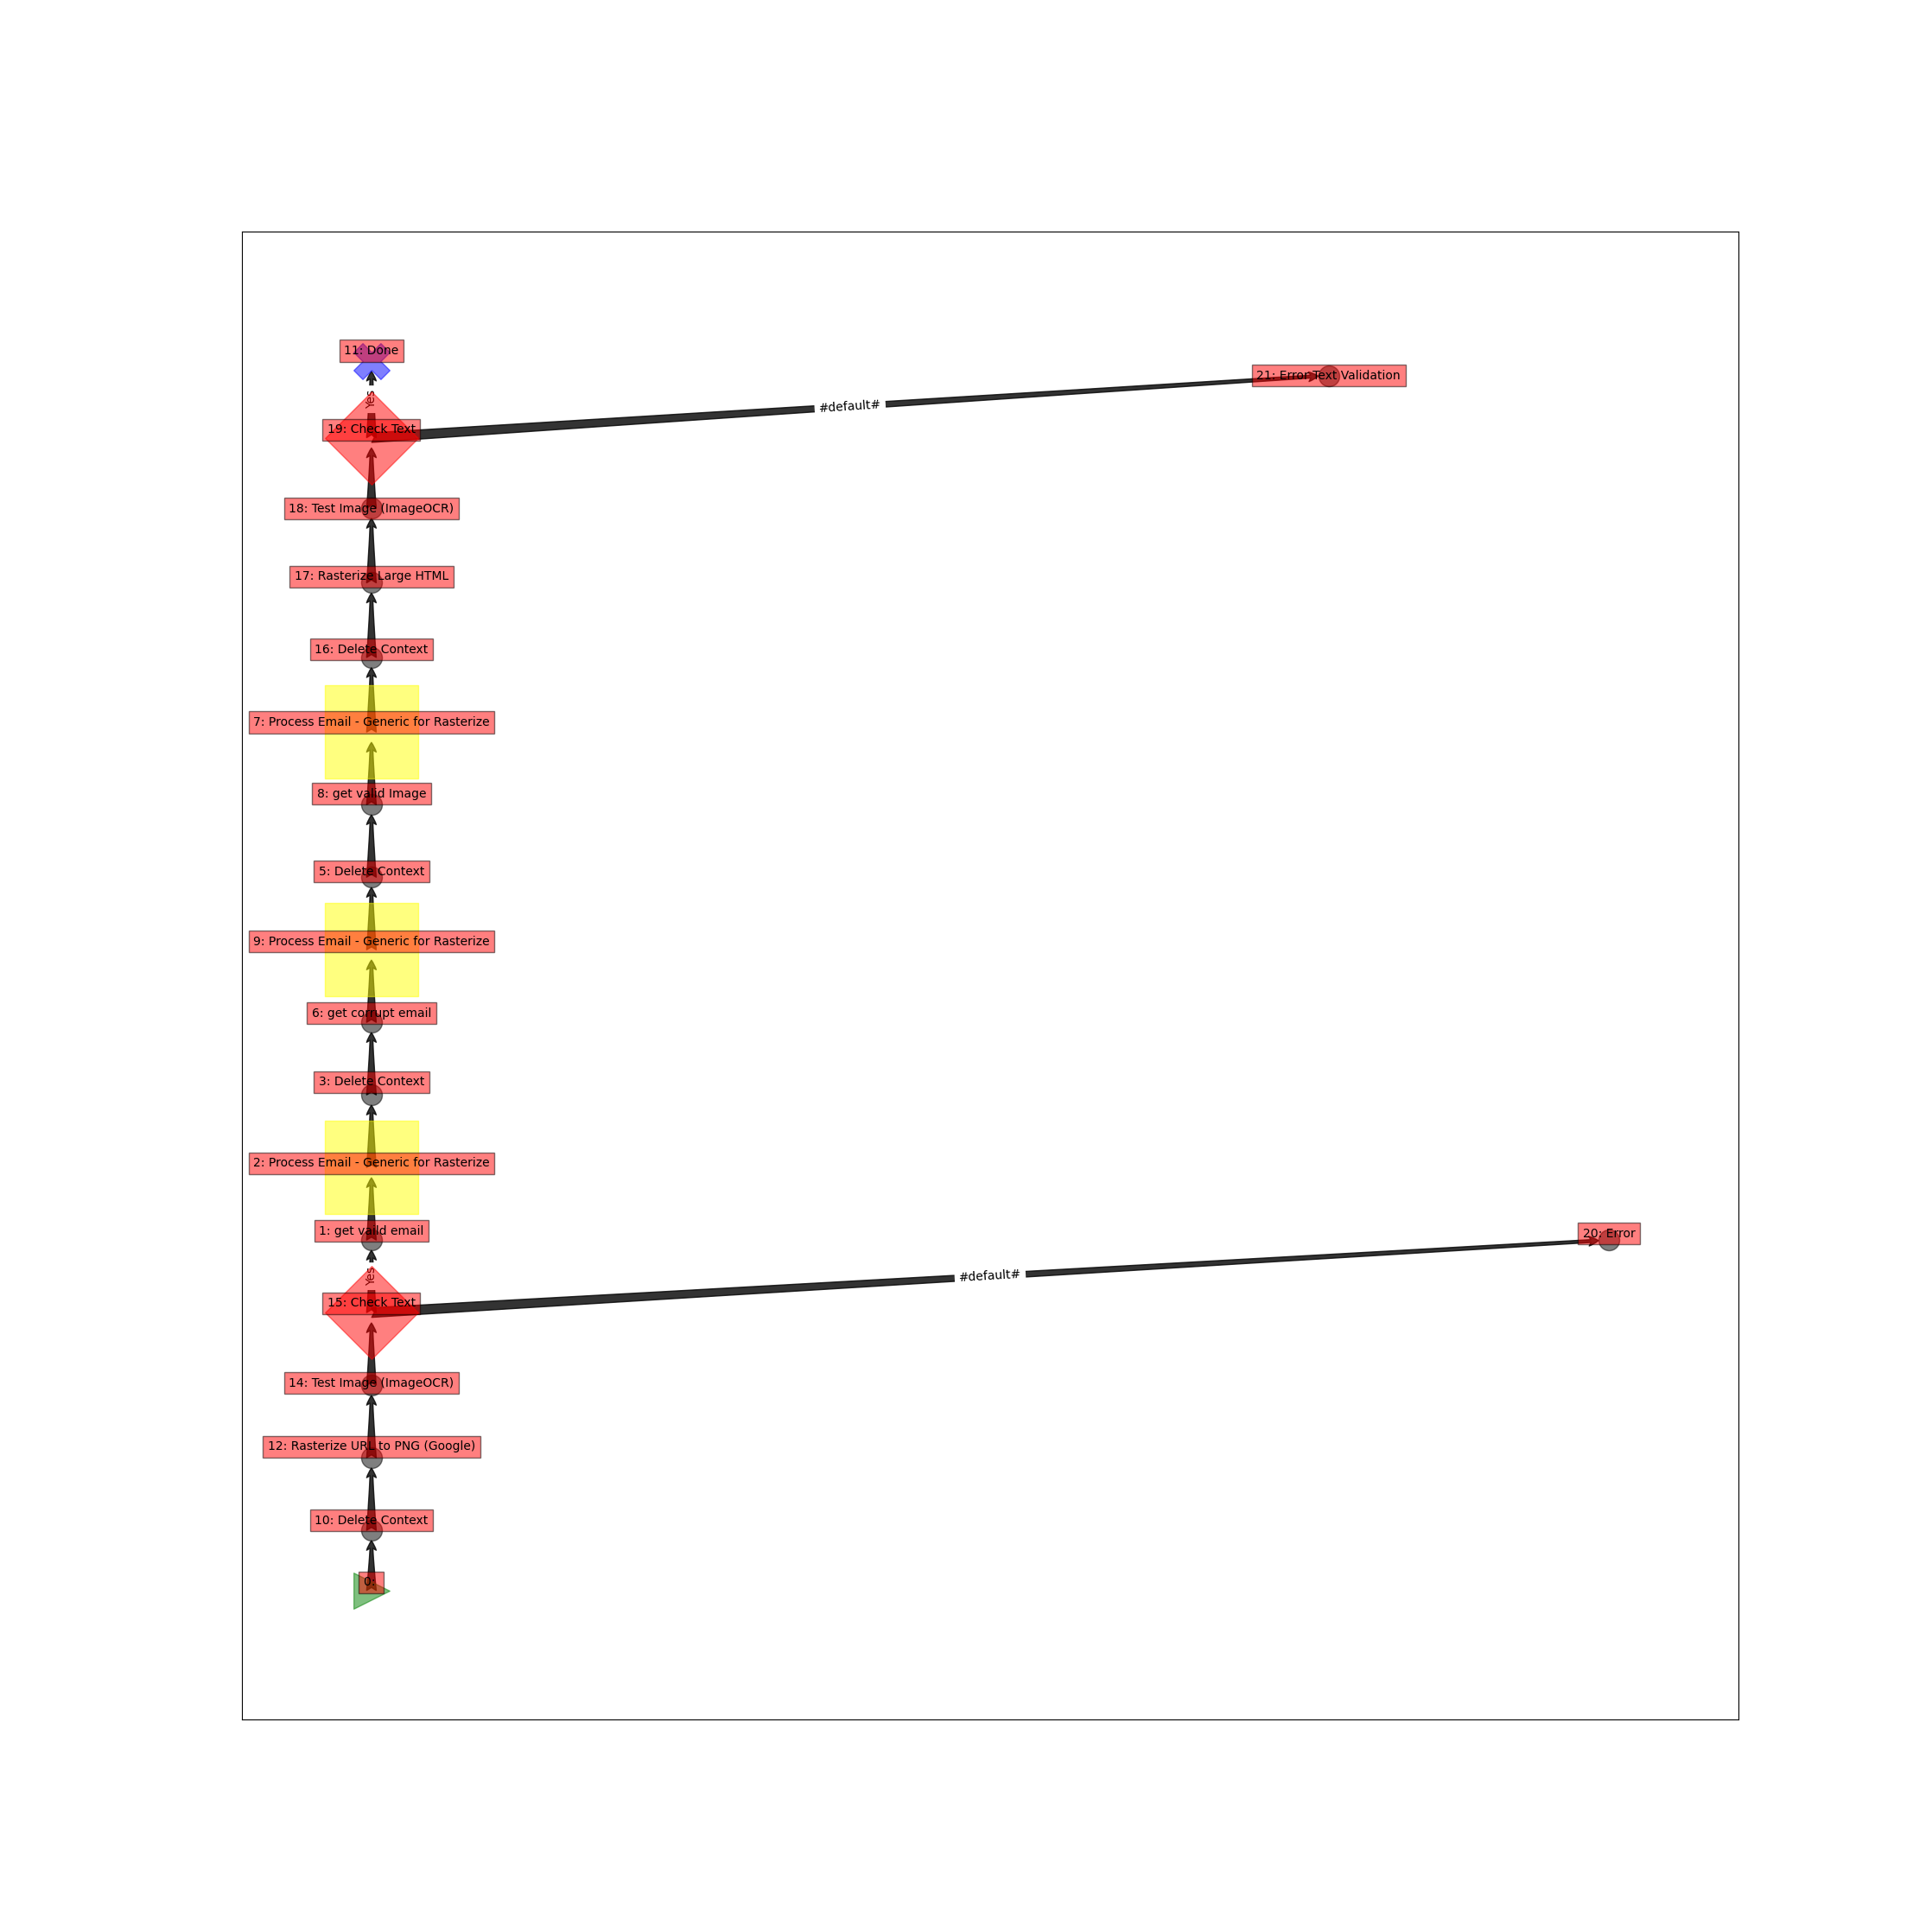 11: Done
21: Error Text Validation
Yes
#default#
19: Check Text
18: Test Image (ImageOCR)
17: Rasterize Large HTML
16: Delete Context
7: Process Email - Generic for Rasterize
8: get valid Image
5: Delete Context
9: Process Email - Generic for Rasterize
6: get corrupt email
3: Delete Context
2: Process Email - Generic for Rasterize
1: get vaild email
20: Error
Yes
#default#
15: Check Text
14: Test Image (ImageOCR)
12: Rasterize URL to PNG (Google)
10: Delete Context
0: